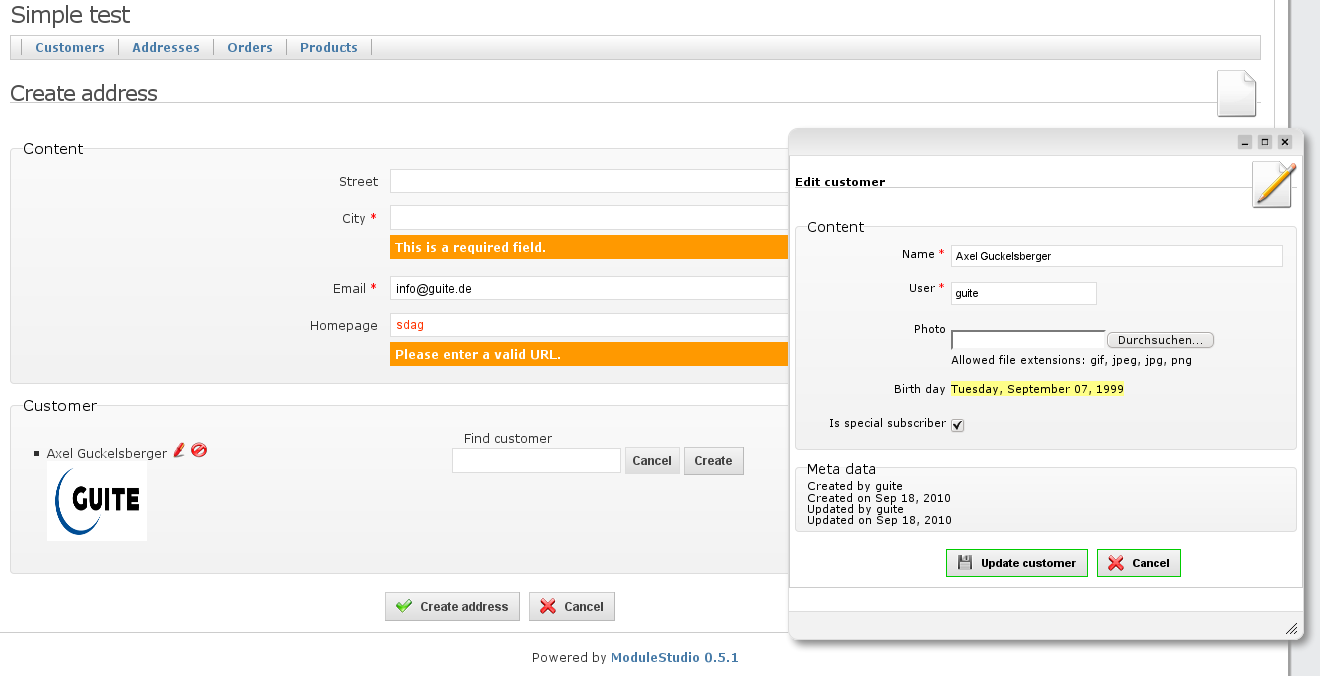 Simple test
Customers Addresses Orders Products
Create address
Content
Street
City *
This is a required field.
Email * info@guite.de
Homepage sdag
Please enter a valid URL.
Customer
Axel Guckelsberger
GUITE
Find customer
Cancel Create
Create address Cancel
Powered by ModuleStudio 0.5.1
Edit customer
Content
Name * Axel Guckelsberger
User * guite
Photo Durchsuchen...
Allowed file extensions: gif, jpeg, jpg, png
Birth day Tuesday, September 07, 1999
Is special subscriber
Meta data
Created by guite
Created on Sep 18, 2010
Updated by guite
Updated on Sep 18, 2010
Update customer Cancel